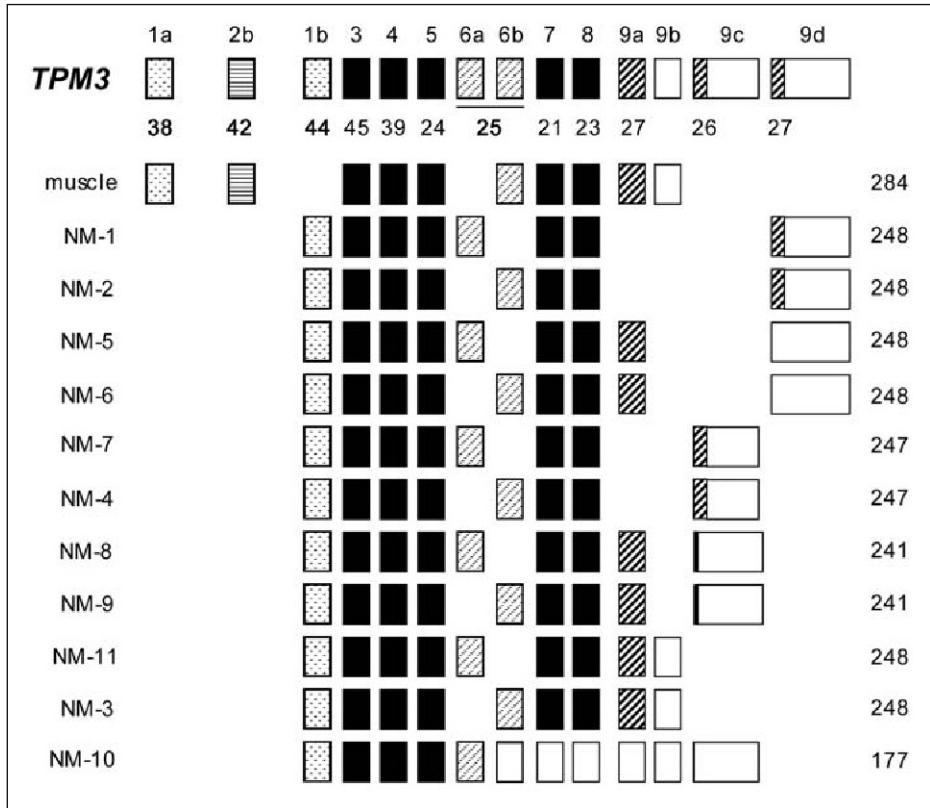 1a 2b 1b 3 4 5 6a 6b 7 8 9a 9b 9c 9d
TPM3
38 42 44 45 39 24 25 21 23 27 26 27
muscle 284
NM-1 248
NM-2 248
NM-5 248
NM-6 248
NM-7 247
NM-4 247
NM-8 241
NM-9 241
NM-11 248
NM-3 248
NM-10 177